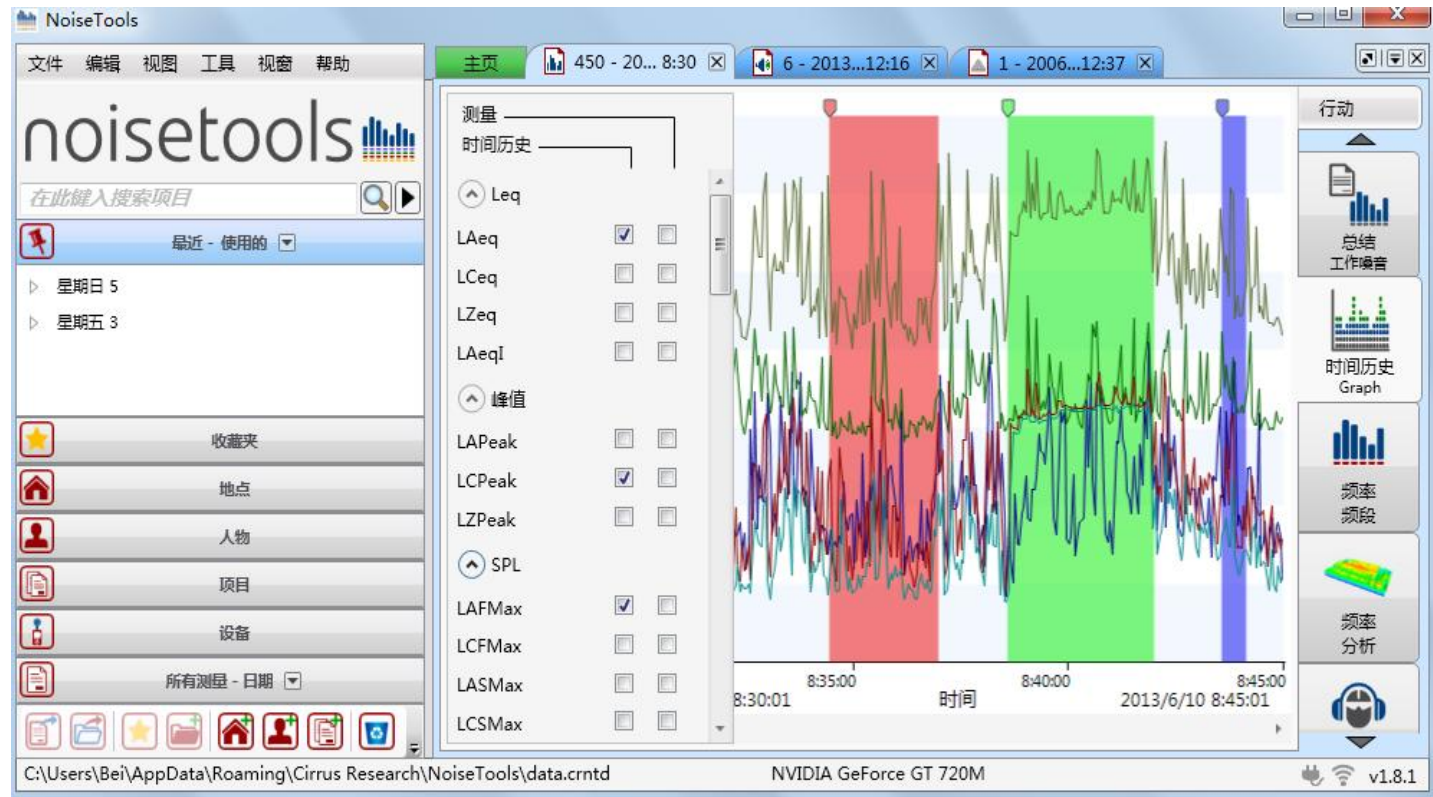 NoiseTools
文件 编辑 视图 工具 视窗 帮助
noisetools
在此键入搜索项目
最近 - 使用的
星期日 5
星期五 3
收藏夹
地点
人物
项目
设备
所有测量 - 日期
主页
450 - 20... 8:30
6 - 2013...12:16
1 - 2006...12:37
测量
时间历史
Leq
LAeq
LCeq
LZeq
LAeqI
峰值
LAPeak
LCPeak
LZPeak
SPL
LAFMax
LCFMax
LASMax
LCSMax
8:35:00 8:40:00 8:45:00
8:30:01 时间 2013/6/10 8:45:01
行动
总结
工作噪音
时间历史
Graph
频率
频段
频率
分析
C:\Users\Bei\AppData\Roaming\Cirrus Research\NoiseTools\data.crntd NVIDIA GeForce GT 720M v1.8.1